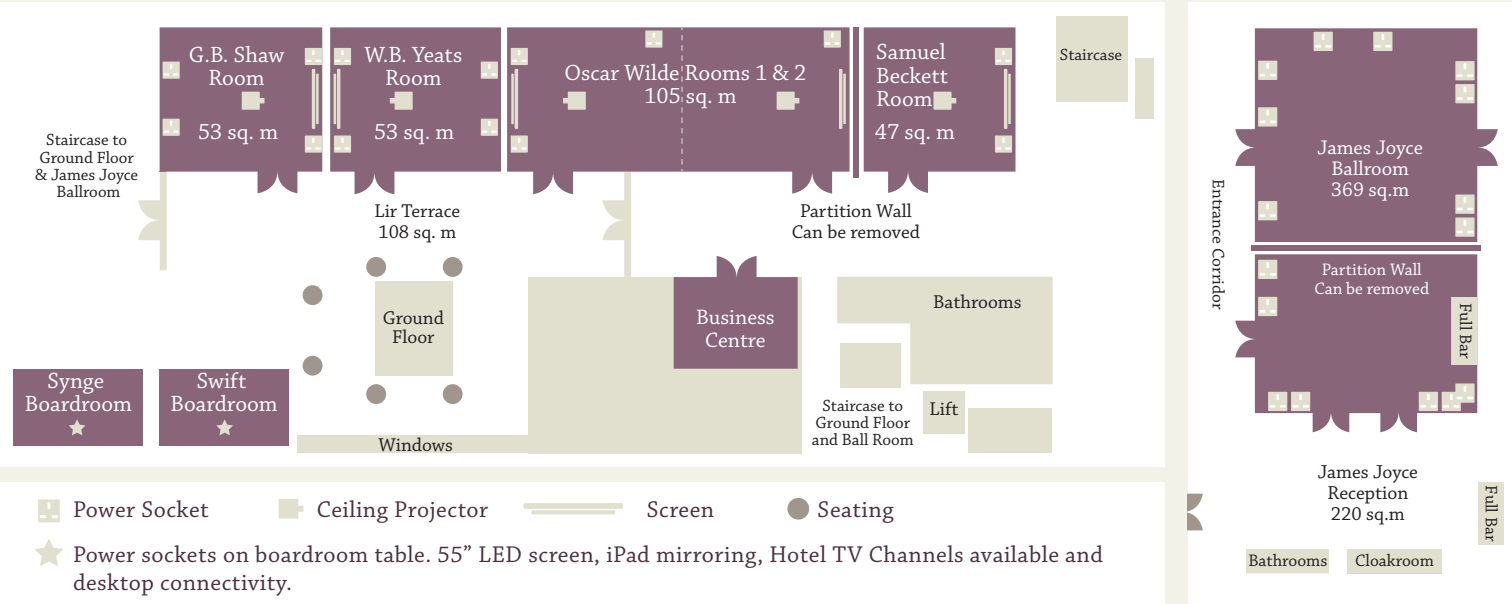 G.B. Shaw
Room
53 sq. m
W.B. Yeats
Room
53 sq. m
Oscar Wilde Rooms 1 & 2
105 sq. m
Samuel
Beckett
Room
47 sq. m
Staircase
Staircase to
Ground Floor
& James Joyce
Ballroom
Lir Terrace
108 sq. m
Partition Wall
Can be removed
Ground
Floor
Business
Centre
Bathrooms
Synge
Boardroom
Swift
Boardroom
Windows
Staircase to
Ground Floor
and Ball Room
Lift
Power Socket
Ceiling Projector
Screen
Seating
Power sockets on boardroom table. 55” LED screen, iPad mirroring, Hotel TV Channels available and
desktop connectivity.
James Joyce
Ballroom
369 sq.m
Entrance Corridor
Partition Wall
Can be removed
Full Bar
James Joyce
Reception
220 sq.m
Full Bar
Bathrooms
Cloakroom